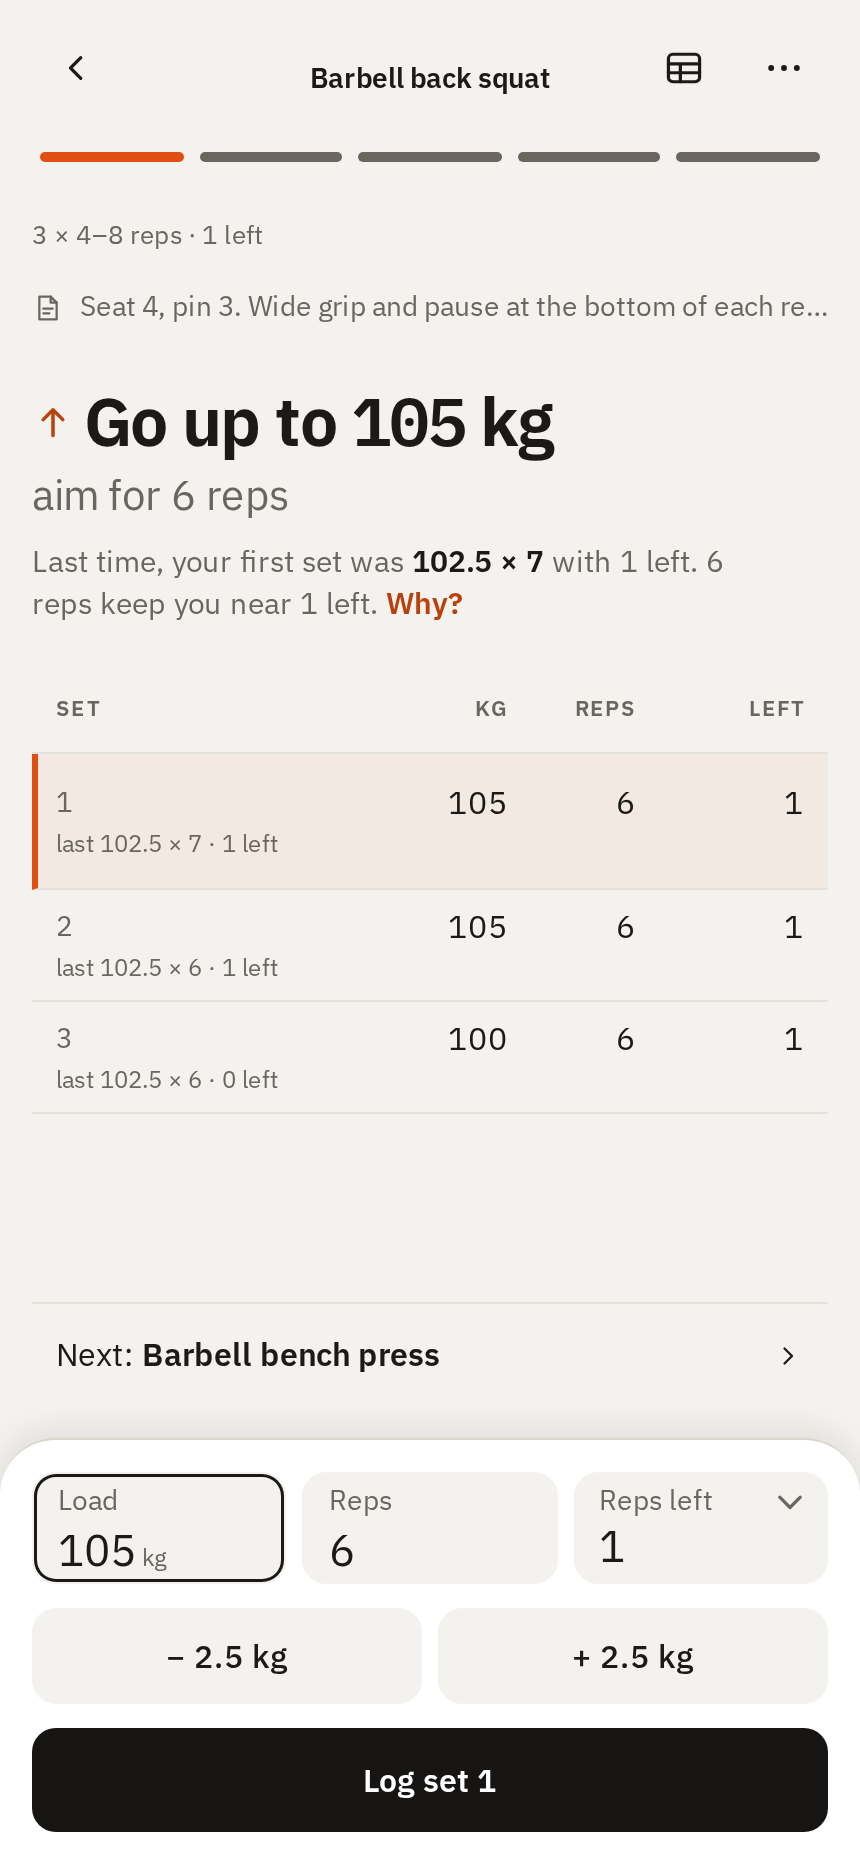 Barbell back squat
3 × 4–8 reps · 1 left
Seat 4, pin 3. Wide grip and pause at the bottom of each re...
↑ Go up to 105 kg
aim for 6 reps
Last time, your first set was 102.5 × 7 with 1 left. 6
reps keep you near 1 left. Why?
SET KG REPS LEFT
1 105 6 1
last 102.5 × 7 · 1 left
2 105 6 1
last 102.5 × 6 · 1 left
3 100 6 1
last 102.5 × 6 · 0 left
Next: Barbell bench press
Load Reps Reps left
105 kg 6 1
− 2.5 kg + 2.5 kg
Log set 1